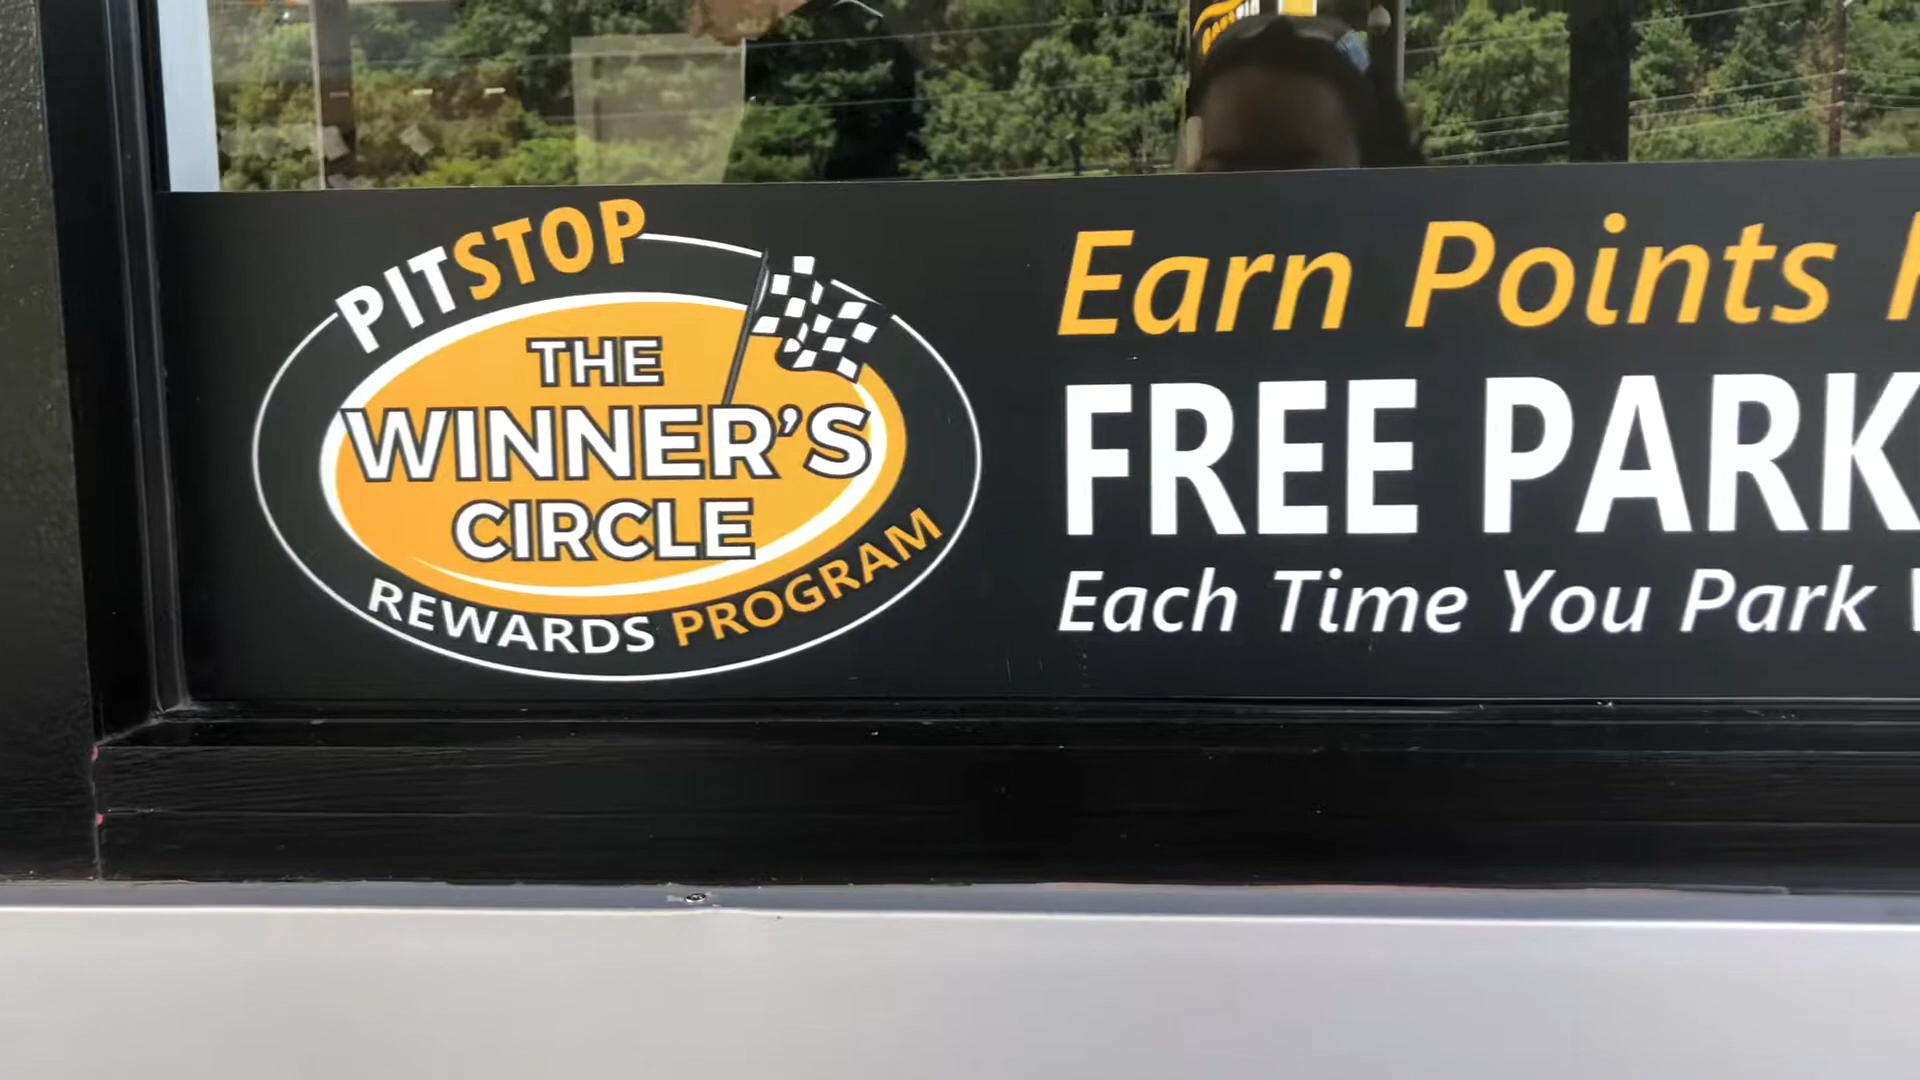 PITSTOP
THE
WINNER'S
CIRCLE
REWARDS PROGRAM
Earn Points
FREE PARK
Each Time You Park